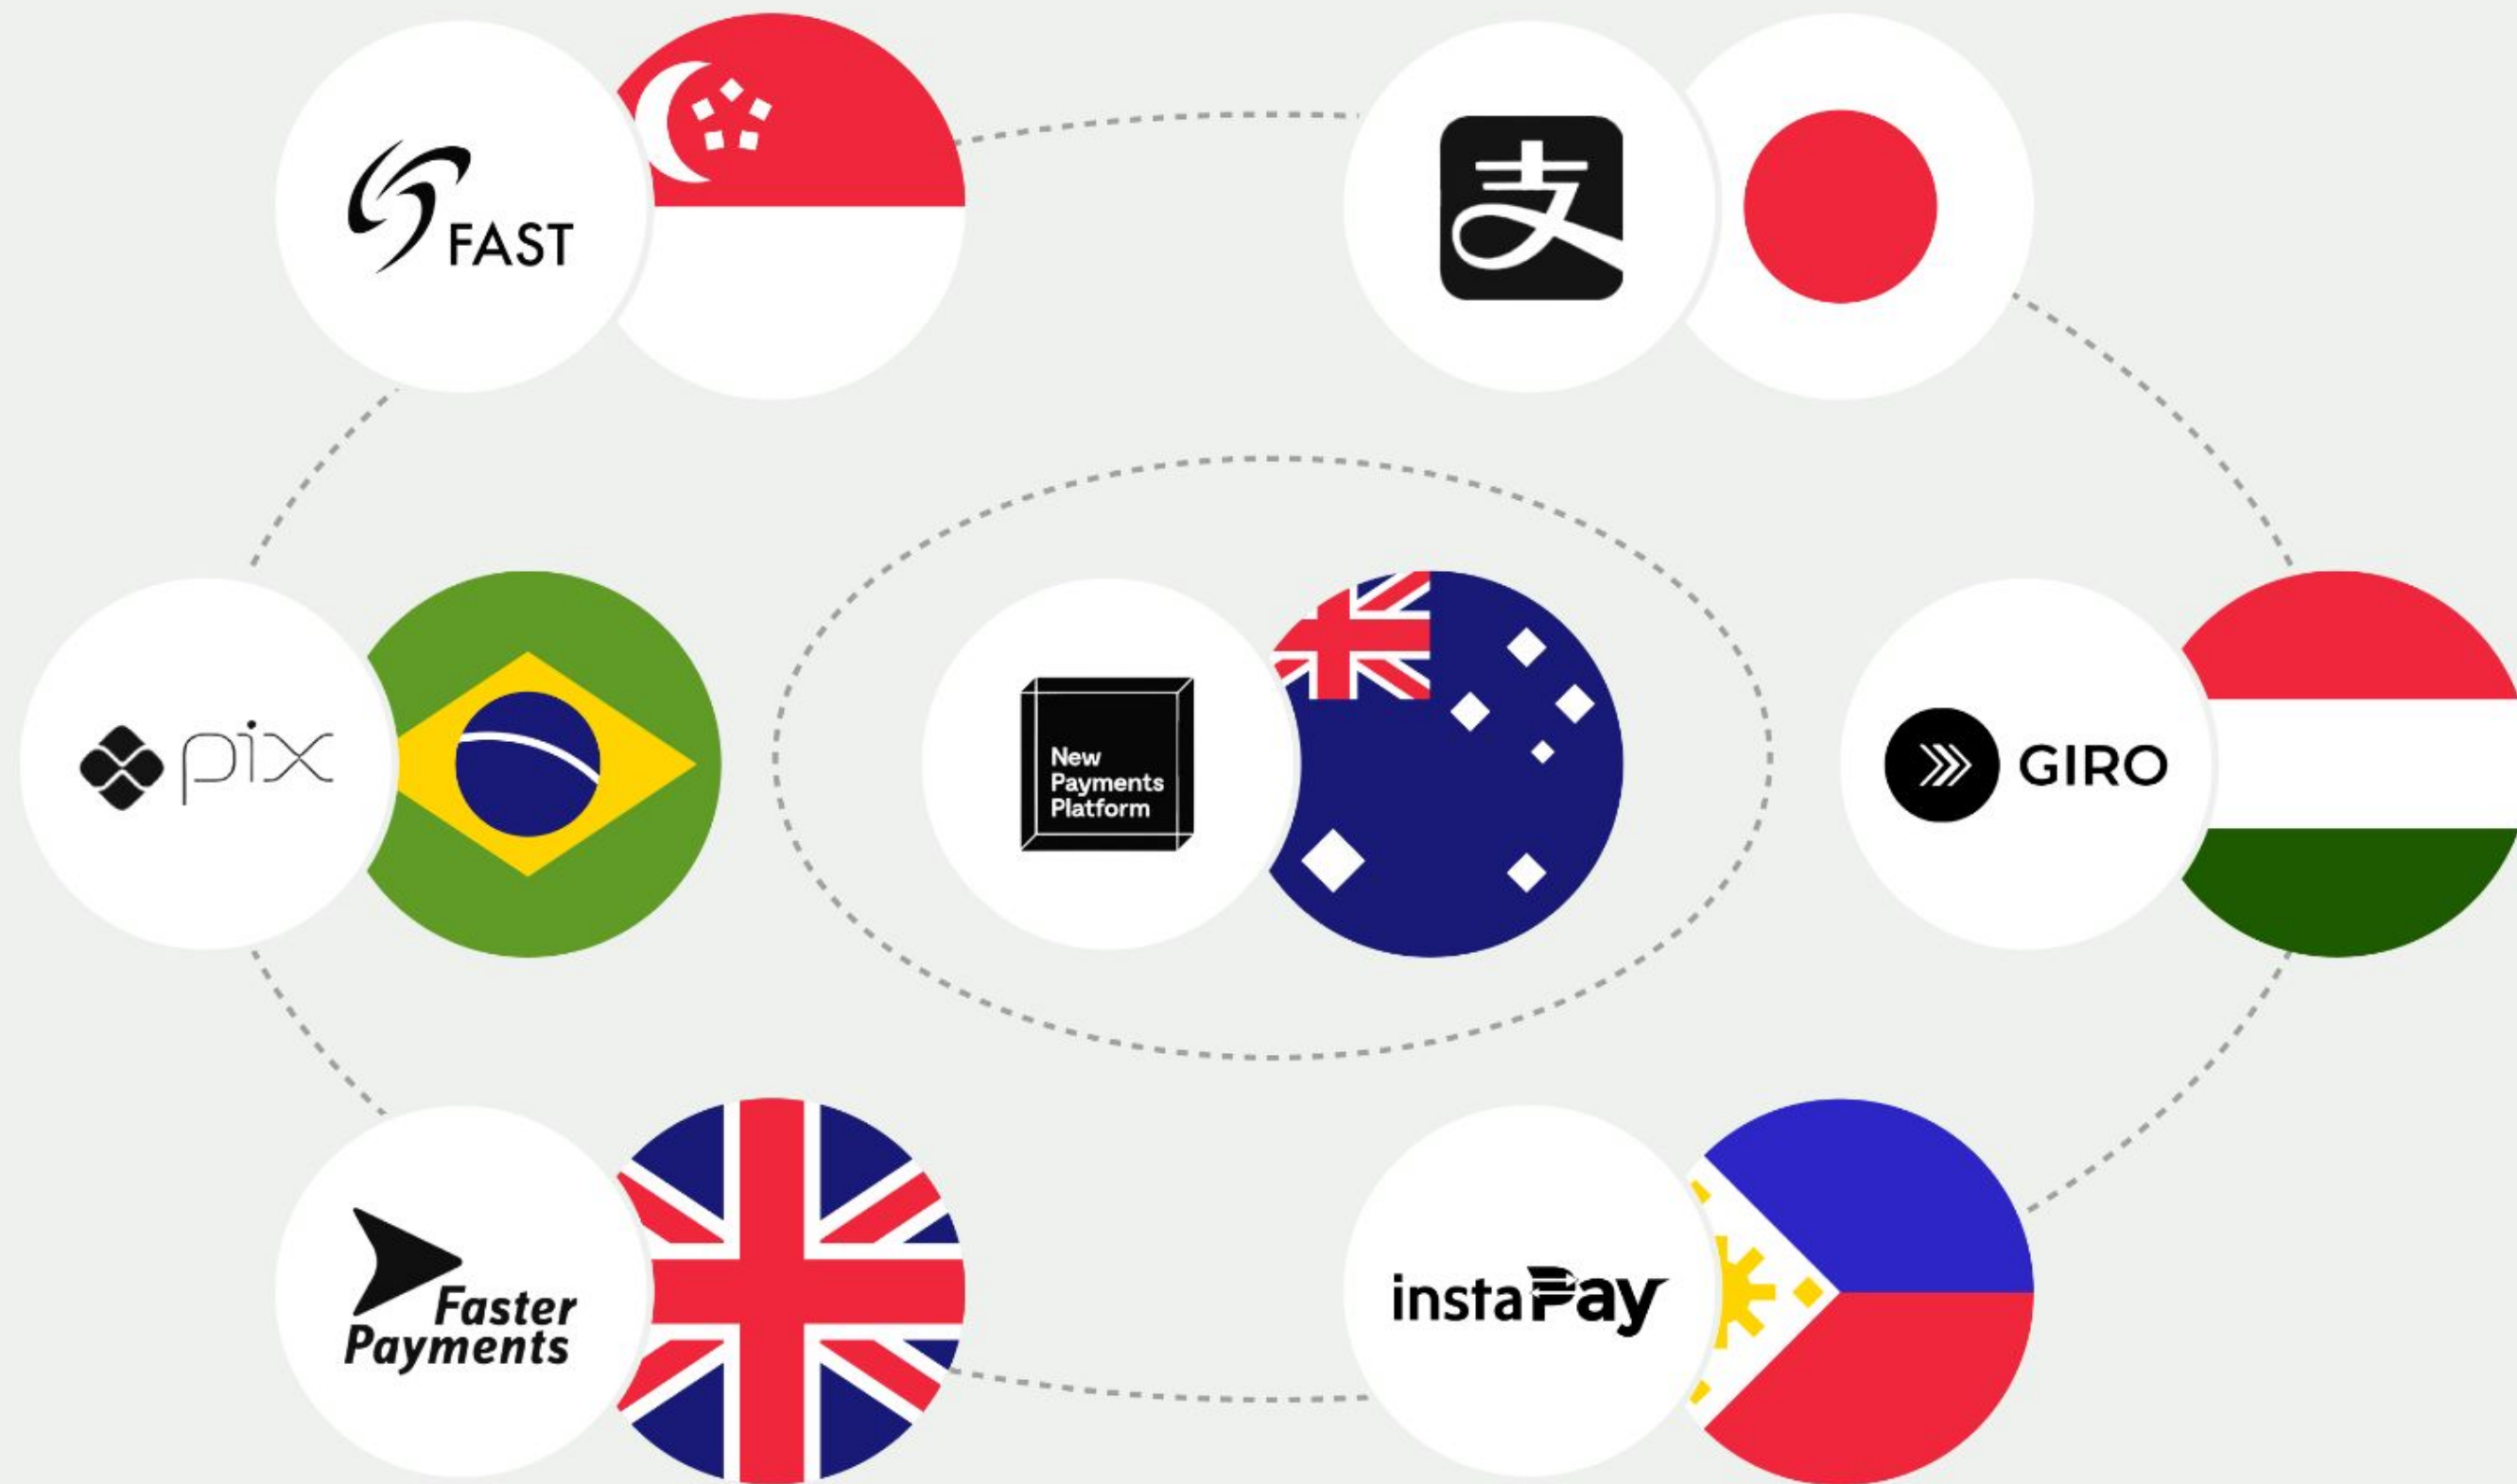 FAST
支
pix
New
Payments
Platform
GIRO
Faster
Payments
instaPay